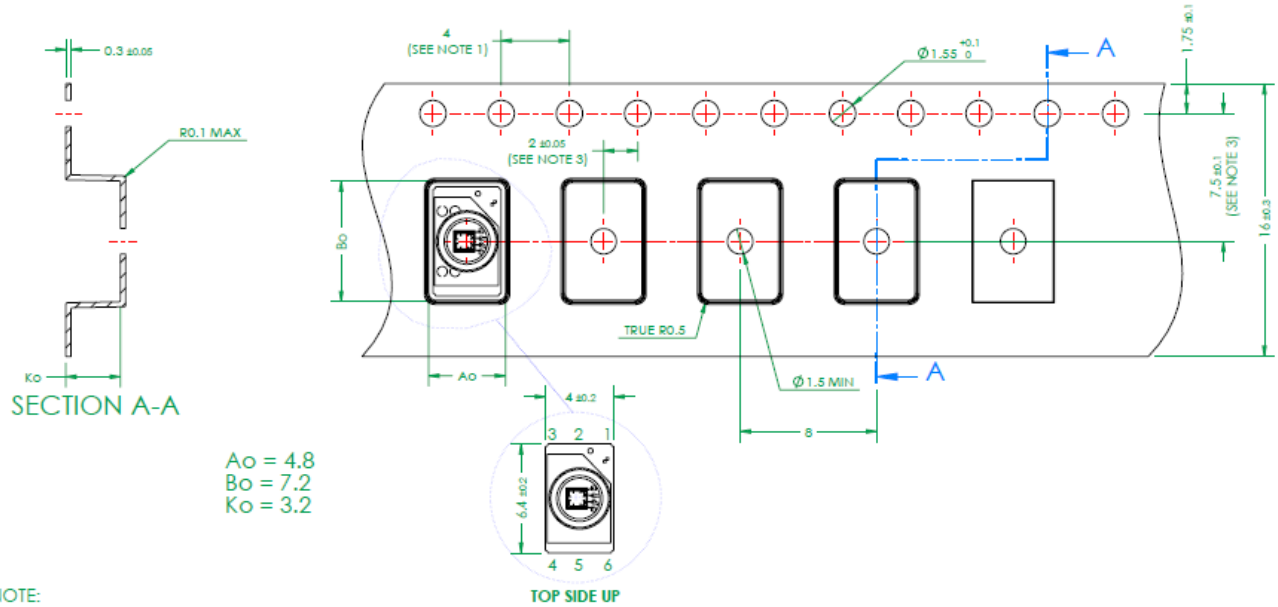 4
(SEE NOTE 1)
0.3 ±0.05
Ø1.55 +0.1 0
A
1.75 ±0.1
R0.1 MAX
2 ±0.05
(SEE NOTE 3)
7.5 ±0.1
(SEE NOTE 3)
16 ±0.3
Bo
TRUE R0.5
Ko
Ao
Ø1.5 MIN
A
SECTION A-A
4 ±0.2
8
3 2 1
Ao = 4.8
Bo = 7.2
Ko = 3.2
6.4 ±0.2
4 5 6
OTE:
TOP SIDE UP